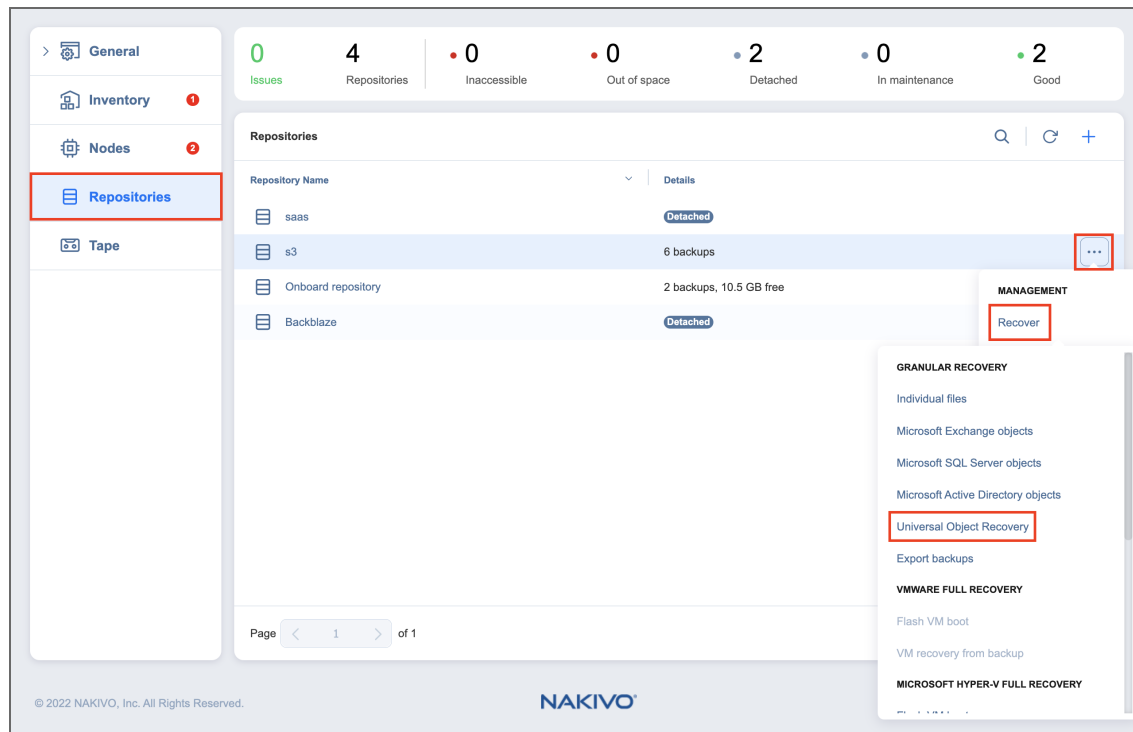 General
Inventory 1
Nodes 2
Repositories
Tape
0 4 0 0 2 0 2
Issues Repositories Inaccessible Out of space Detached In maintenance Good
Repositories
Repository Name Details
saas Detached
s3 6 backups ...
Onboard repository 2 backups, 10.5 GB free
Backblaze Detached
MANAGEMENT
Recover
GRANULAR RECOVERY
Individual files
Microsoft Exchange objects
Microsoft SQL Server objects
Microsoft Active Directory objects
Universal Object Recovery
Export backups
VMWARE FULL RECOVERY
Flash VM boot
VM recovery from backup
MICROSOFT HYPER-V FULL RECOVERY
Page 1 of 1
© 2022 NAKIVO, Inc. All Rights Reserved.
NAKIVO®